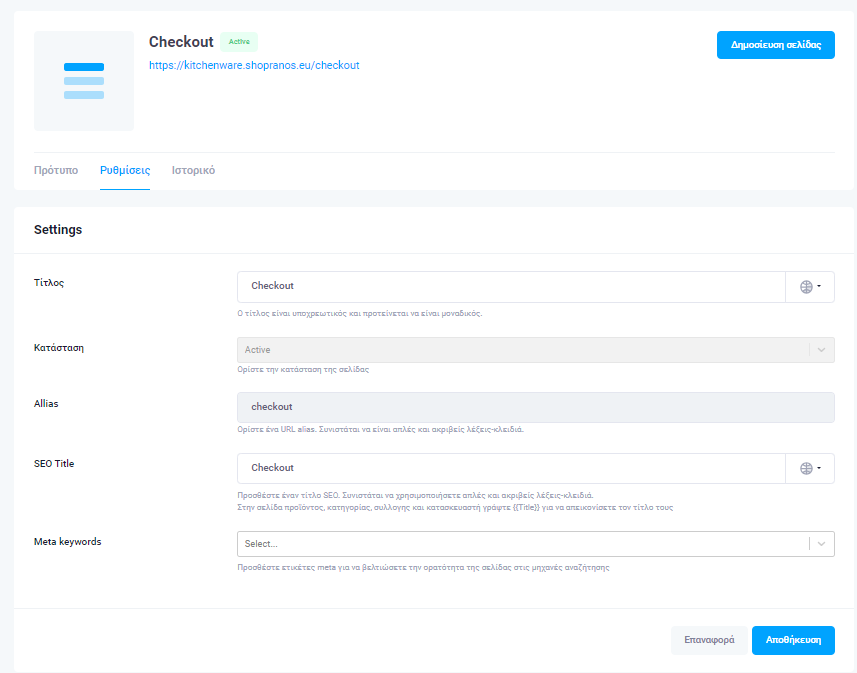 Checkout Active
Δημοσίευση σελίδας
https://kitchenware.shopranos.eu/checkout
Πρότυπο Ρυθμίσεις Ιστορικό
Settings
Τίτλος
Checkout
Ο τίτλος είναι υποχρεωτικός και προτείνεται να είναι μοναδικός.
Κατάσταση
Active
Ορίστε την κατάσταση της σελίδας
Allias
checkout
Ορίστε ένα URL alias. Συνιστάται να είναι απλές και ακριβείς λέξεις-κλειδιά.
SEO Title
Checkout
Προσθέστε έναν τίτλο SEO. Συνιστάται να χρησιμοποιήσετε απλές και ακριβείς λέξεις-κλειδιά.
Στην σελίδα προϊόντος, κατηγορίας, συλλογης και κατασκευαστή γράψτε {{Title}} για να απεικονίσετε τον τίτλο τους
Meta keywords
Select...
Προσθέστε ετικέτες meta για να βελτιώσετε την ορατότητα της σελίδας στις μηχανές αναζήτησης
Επαναφορά Αποθήκευση